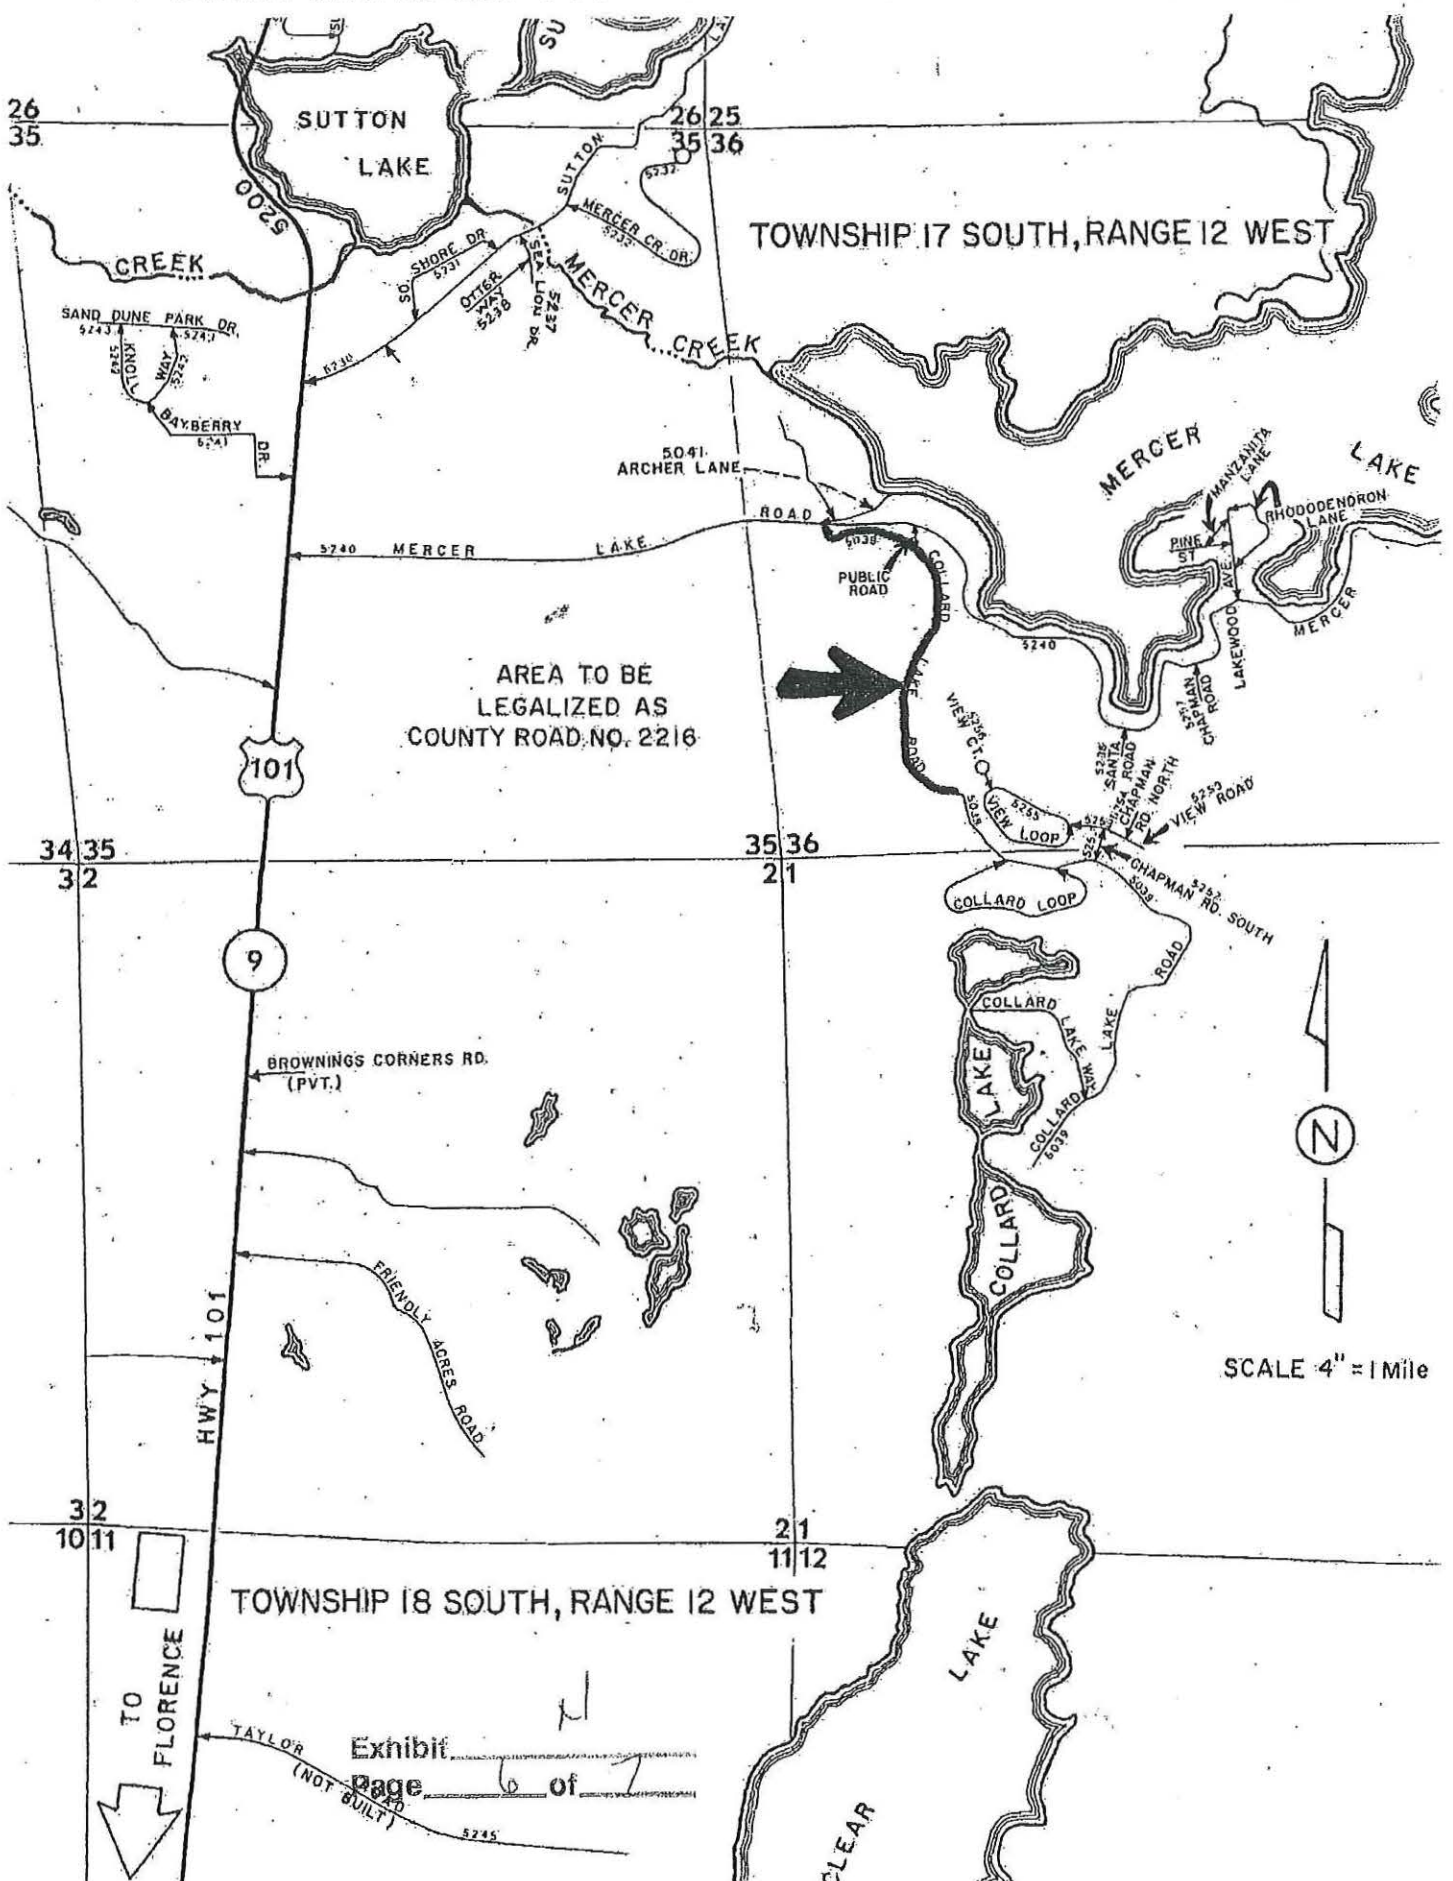 SU
26
35
SUTTON
LAKE
26 25
35 36
5232
SUTTON
MERCER CR. DR.
5232
5200
TOWNSHIP 17 SOUTH, RANGE 12 WEST
CREEK
SO. SHORE DR
5231
OTTER
WAY
5238
SEA LION DR.
5237
MERCER
CREEK
SAND DUNE PARK DR.
5243
KNOLL
WAY
5242
BAYBERRY
5241
DR.
5230
5041
ARCHER LANE
MERCER
LAKE
MANZANITA
LANE
RHODODENDRON
LANE
PINE
ST
ROAD
5240 MERCER LAKE
5039
PUBLIC
ROAD
COLLARD
LAKE
ROAD
5240
LAKEWOOD AVE.
MERCER
5257
CHAPMAN
ROAD
AREA TO BE
LEGALIZED AS
COUNTY ROAD NO. 2216
101
VIEW CT.
5256
SANTA
ROAD
5254
CHAPMAN
RD. NORTH
5253
VIEW ROAD
5255
VIEW
LOOP
34 35
3 2
35 36
2 1
5252
CHAPMAN RD. SOUTH
5039
COLLARD LOOP
9
ROAD
LAKE
COLLARD
LAKE WAY
LAKE
BROWNINGS CORNERS RD.
(PVT.)
COLLARD
5039
N
COLLARD
FRIENDLY
ACRES
ROAD
HWY 101
SCALE 4" = 1 Mile
3 2
10 11
2 1
11 12
TOWNSHIP 18 SOUTH, RANGE 12 WEST
LAKE
TO
FLORENCE
TAYLOR
ROAD
(NOT BUILT)
5245
Exhibit
Page 6 of 7
CLEAR